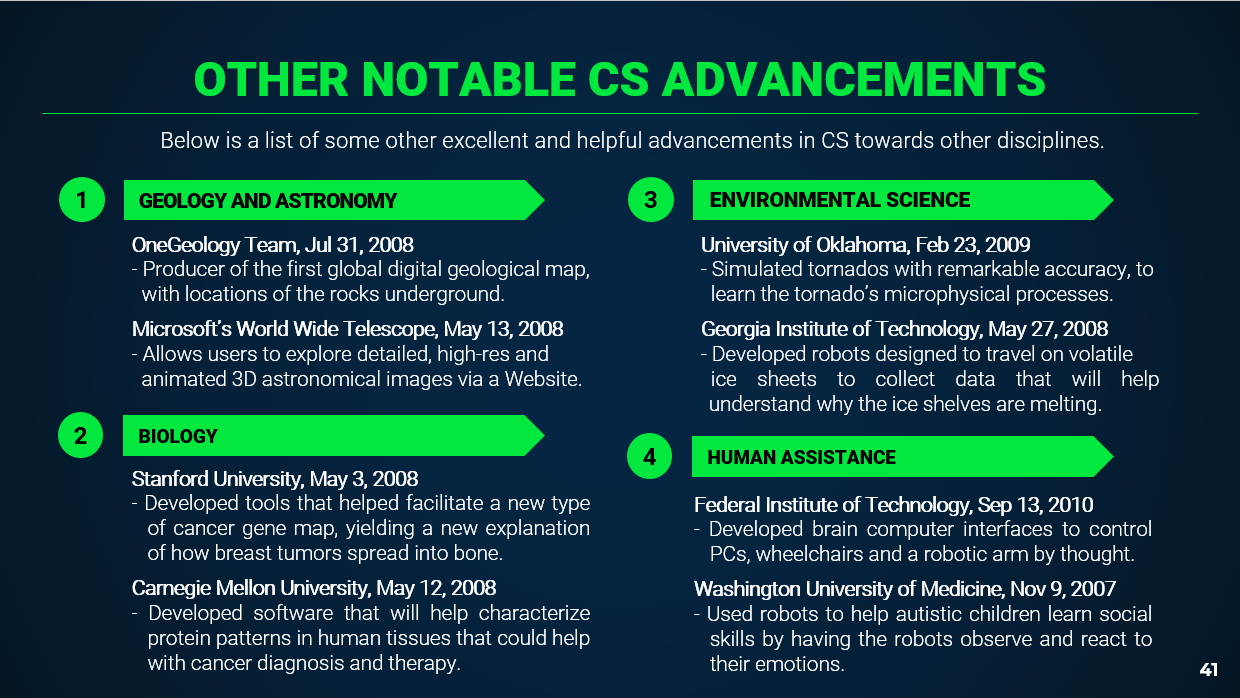 OTHER NOTABLE CS ADVANCEMENTS
Below is a list of some other excellent and helpful advancements in CS towards other disciplines.
1
GEOLOGY AND ASTRONOMY
OneGeology Team, Jul 31, 2008
- Producer of the first global digital geological map,
with locations of the rocks underground.
Microsoft's World Wide Telescope, May 13, 2008
- Allows users to explore detailed, high-res and
animated 3D astronomical images via a Website.
2
BIOLOGY
Stanford University, May 3, 2008
- Developed tools that helped facilitate a new type
of cancer gene map, yielding a new explanation
of how breast tumors spread into bone.
Carnegie Mellon University, May 12, 2008
- Developed software that will help characterize
protein patterns in human tissues that could help
with cancer diagnosis and therapy.
3
ENVIRONMENTAL SCIENCE
University of Oklahoma, Feb 23, 2009
- Simulated tornados with remarkable accuracy, to
learn the tornado's microphysical processes.
Georgia Institute of Technology, May 27, 2008
- Developed robots designed to travel on volatile
ice sheets to collect data that will help
understand why the ice shelves are melting.
4
HUMAN ASSISTANCE
Federal Institute of Technology, Sep 13, 2010
- Developed brain computer interfaces to control
PCs, wheelchairs and a robotic arm by thought.
Washington University of Medicine, Nov 9, 2007
- Used robots to help autistic children learn social
skills by having the robots observe and react to
their emotions.
41